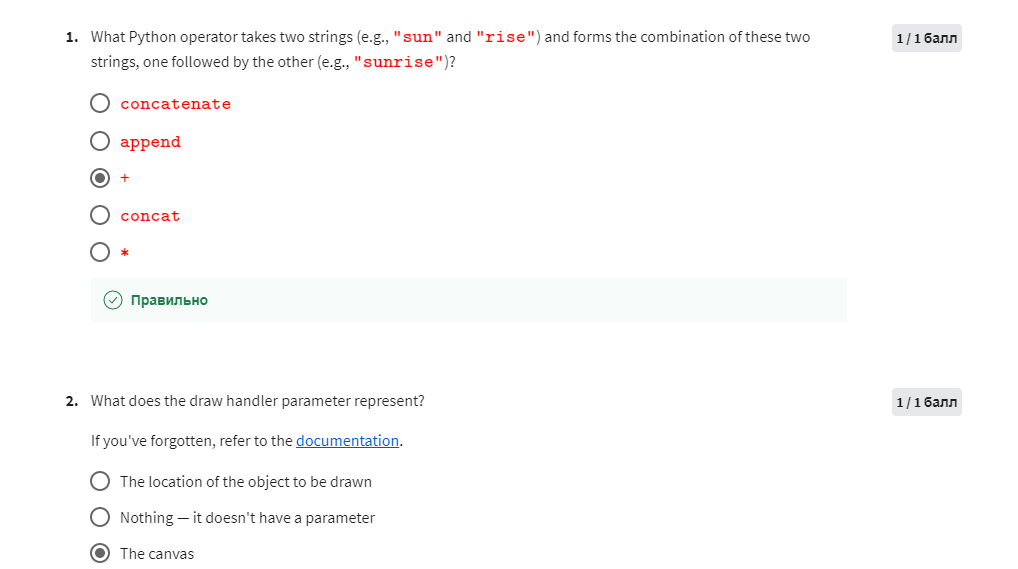 1. What Python operator takes two strings (e.g., "sun" and "rise") and forms the combination of these two
strings, one followed by the other (e.g., "sunrise")?
1 / 1 балл
concatenate
append
+
concat
*
Правильно
2. What does the draw handler parameter represent?
1 / 1 балл
If you've forgotten, refer to the documentation.
The location of the object to be drawn
Nothing — it doesn't have a parameter
The canvas